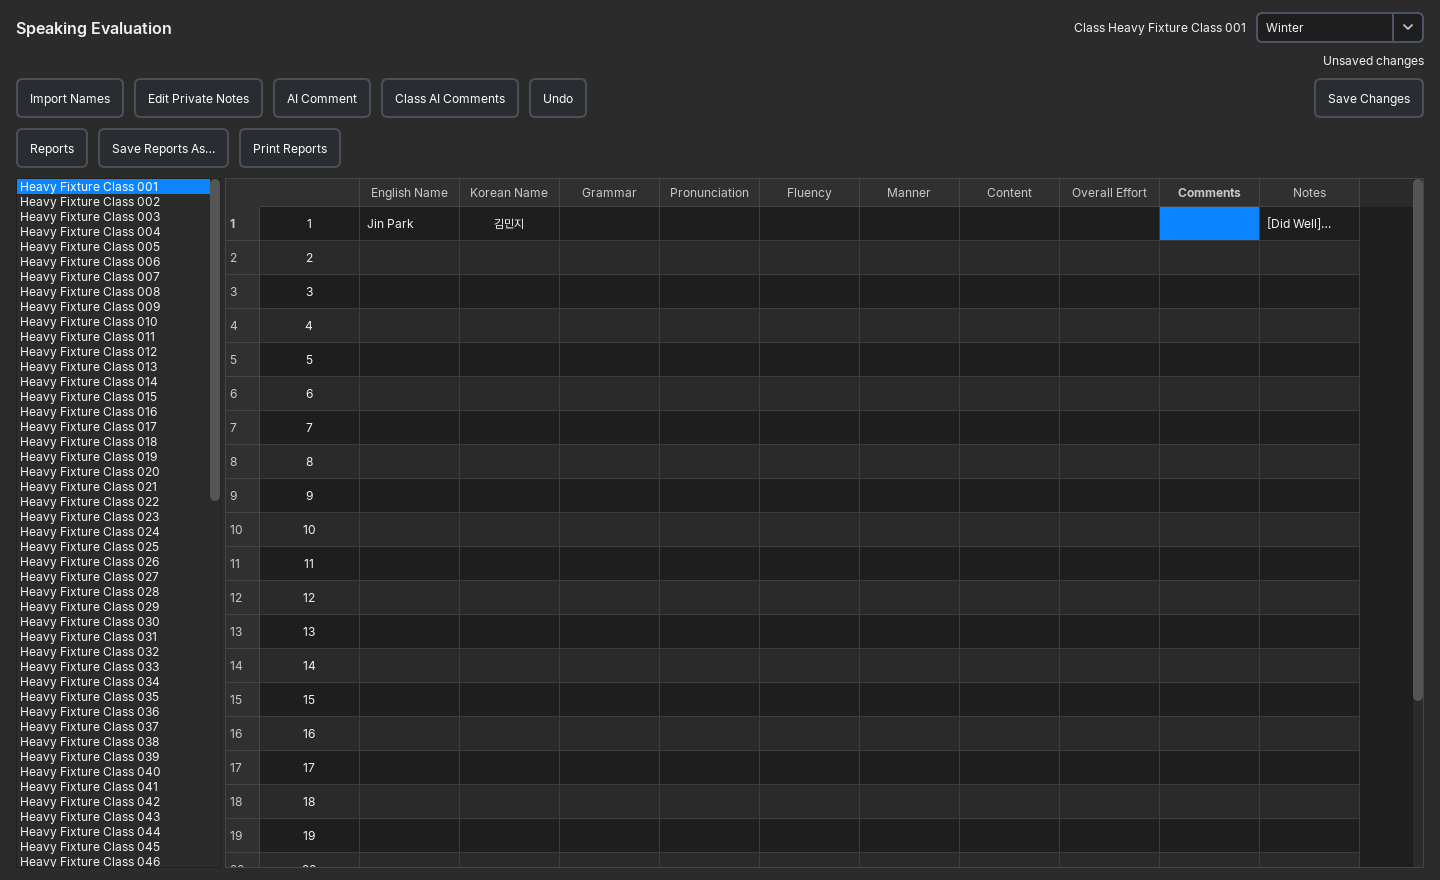 Speaking Evaluation
Class Heavy Fixture Class 001
Winter
Unsaved changes
Import Names
Edit Private Notes
AI Comment
Class AI Comments
Undo
Save Changes
Reports
Save Reports As...
Print Reports
Heavy Fixture Class 001
Heavy Fixture Class 002
Heavy Fixture Class 003
Heavy Fixture Class 004
Heavy Fixture Class 005
Heavy Fixture Class 006
Heavy Fixture Class 007
Heavy Fixture Class 008
Heavy Fixture Class 009
Heavy Fixture Class 010
Heavy Fixture Class 011
Heavy Fixture Class 012
Heavy Fixture Class 013
Heavy Fixture Class 014
Heavy Fixture Class 015
Heavy Fixture Class 016
Heavy Fixture Class 017
Heavy Fixture Class 018
Heavy Fixture Class 019
Heavy Fixture Class 020
Heavy Fixture Class 021
Heavy Fixture Class 022
Heavy Fixture Class 023
Heavy Fixture Class 024
Heavy Fixture Class 025
Heavy Fixture Class 026
Heavy Fixture Class 027
Heavy Fixture Class 028
Heavy Fixture Class 029
Heavy Fixture Class 030
Heavy Fixture Class 031
Heavy Fixture Class 032
Heavy Fixture Class 033
Heavy Fixture Class 034
Heavy Fixture Class 035
Heavy Fixture Class 036
Heavy Fixture Class 037
Heavy Fixture Class 038
Heavy Fixture Class 039
Heavy Fixture Class 040
Heavy Fixture Class 041
Heavy Fixture Class 042
Heavy Fixture Class 043
Heavy Fixture Class 044
Heavy Fixture Class 045
Heavy Fixture Class 046
English Name Korean Name Grammar Pronunciation Fluency Manner Content Overall Effort Comments Notes
1 1 Jin Park 김민지 [Did Well]...
2 2
3 3
4 4
5 5
6 6
7 7
8 8
9 9
10 10
11 11
12 12
13 13
14 14
15 15
16 16
17 17
18 18
19 19